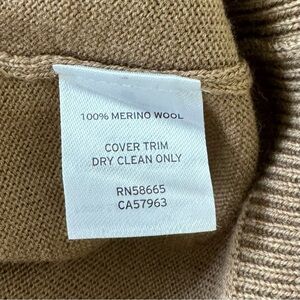 100% MERINO WOOL
COVER TRIM
DRY CLEAN ONLY
RN58665
CA57963